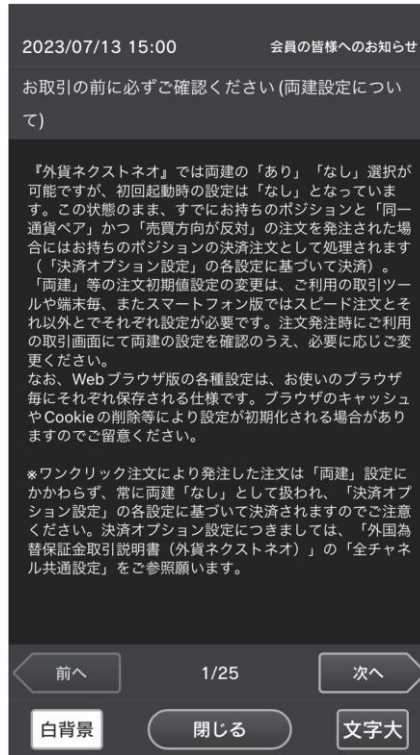 2023/07/13 15:00 会員の皆様へのお知らせ
お取引の前に必ずご確認ください(両建設定につい
て)
『外貨ネクストネオ』では両建の「あり」「なし」選択が
可能ですが、初回起動時の設定は「なし」となっていま
す。この状態のまま、すでにお持ちのポジションと「同一
通貨ペア」かつ「売買方向が反対」の注文を発注された場
合にはお持ちのポジションの決済注文として処理されます
(「決済オプション設定」の各設定に基づいて決済)。
「両建」等の注文初期値設定の変更は、ご利用の取引ツー
ルや端末毎、またスマートフォン版ではスピード注文とそ
れ以外とでそれぞれ設定が必要です。注文発注時にご利用
の取引画面にて両建の設定を確認のうえ、必要に応じご変
更ください。
なお、Webブラウザ版の各種設定は、お使いのブラウザ
毎にそれぞれ保存される仕様です。ブラウザのキャッシュ
やCookieの削除等により設定が初期化される場合があり
ますのでご留意ください。
※ワンクリック注文により発注した注文は「両建」設定に
かかわらず、常に両建「なし」として扱われ、「決済オプ
ション設定」の各設定に基づいて決済されますのでご注意
ください。決済オプション設定につきましては、「外国為
替保証金取引説明書(外貨ネクストネオ)」の「全チャネ
ル共通設定」をご参照願います。
前へ 1/25 次へ
白背景 閉じる 文字大